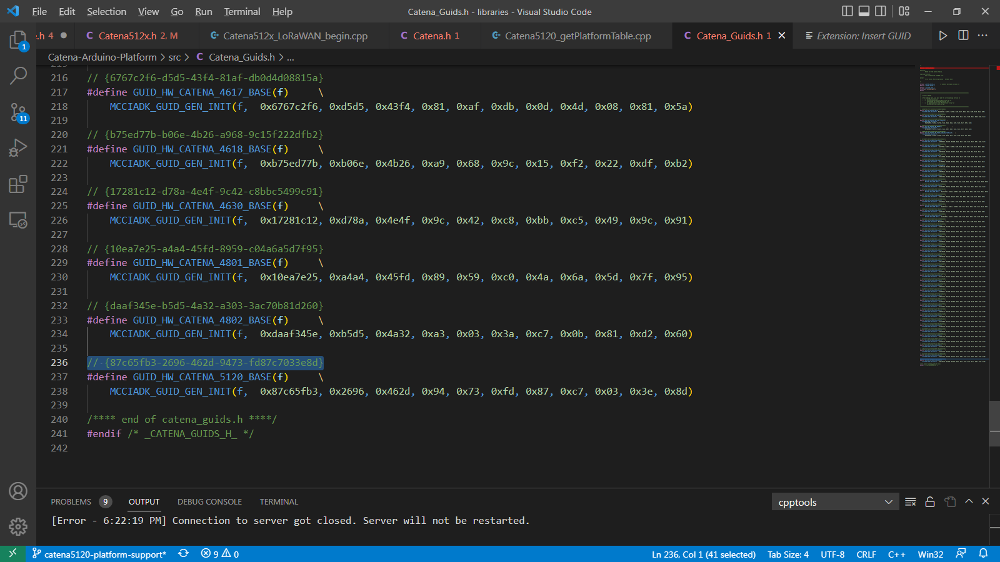 File Edit Selection View Go Run Terminal Help
Catena_Guids.h - libraries - Visual Studio Code
.h 4
Catena512x.h 2, M
Catena512x_LoRaWAN_begin.cpp
Catena.h 1
Catena5120_getPlatformTable.cpp
Catena_Guids.h 1
Extension: Insert GUID
Catena-Arduino-Platform > src > C Catena_Guids.h > ...
216 // {6767c2f6-d5d5-43f4-81af-db0d4d08815a}
217 #define GUID_HW_CATENA_4617_BASE(f) \
218 MCCIADK_GUID_GEN_INIT(f, 0x6767c2f6, 0xd5d5, 0x43f4, 0x81, 0xaf, 0xdb, 0x0d, 0x4d, 0x08, 0x81, 0x5a)
219
220 // {b75ed77b-b06e-4b26-a968-9c15f222dfb2}
221 #define GUID_HW_CATENA_4618_BASE(f) \
222 MCCIADK_GUID_GEN_INIT(f, 0xb75ed77b, 0xb06e, 0x4b26, 0xa9, 0x68, 0x9c, 0x15, 0xf2, 0x22, 0xdf, 0xb2)
223
224 // {17281c12-d78a-4e4f-9c42-c8bbc5499c91}
225 #define GUID_HW_CATENA_4630_BASE(f) \
226 MCCIADK_GUID_GEN_INIT(f, 0x17281c12, 0xd78a, 0x4e4f, 0x9c, 0x42, 0xc8, 0xbb, 0xc5, 0x49, 0x9c, 0x91)
227
228 // {10ea7e25-a4a4-45fd-8959-c04a6a5d7f95}
229 #define GUID_HW_CATENA_4801_BASE(f) \
230 MCCIADK_GUID_GEN_INIT(f, 0x10ea7e25, 0xa4a4, 0x45fd, 0x89, 0x59, 0xc0, 0x4a, 0x6a, 0x5d, 0x7f, 0x95)
231
232 // {daaf345e-b5d5-4a32-a303-3ac70b81d260}
233 #define GUID_HW_CATENA_4802_BASE(f) \
234 MCCIADK_GUID_GEN_INIT(f, 0xdaaf345e, 0xb5d5, 0x4a32, 0xa3, 0x03, 0x3a, 0xc7, 0x0b, 0x81, 0xd2, 0x60)
235
236 // {87c65fb3-2696-462d-9473-fd87c7033e8d}
237 #define GUID_HW_CATENA_5120_BASE(f) \
238 MCCIADK_GUID_GEN_INIT(f, 0x87c65fb3, 0x2696, 0x462d, 0x94, 0x73, 0xfd, 0x87, 0xc7, 0x03, 0x3e, 0x8d)
239
240 /**** end of catena_guids.h ****/
241 #endif /* _CATENA_GUIDS_H_ */
242
1
11
PROBLEMS 9 OUTPUT DEBUG CONSOLE TERMINAL
cpptools
[Error - 6:22:19 PM] Connection to server got closed. Server will not be restarted.
catena5120-platform-support* 9 0
Ln 236, Col 1 (41 selected) Tab Size: 4 UTF-8 CRLF C++ Win32